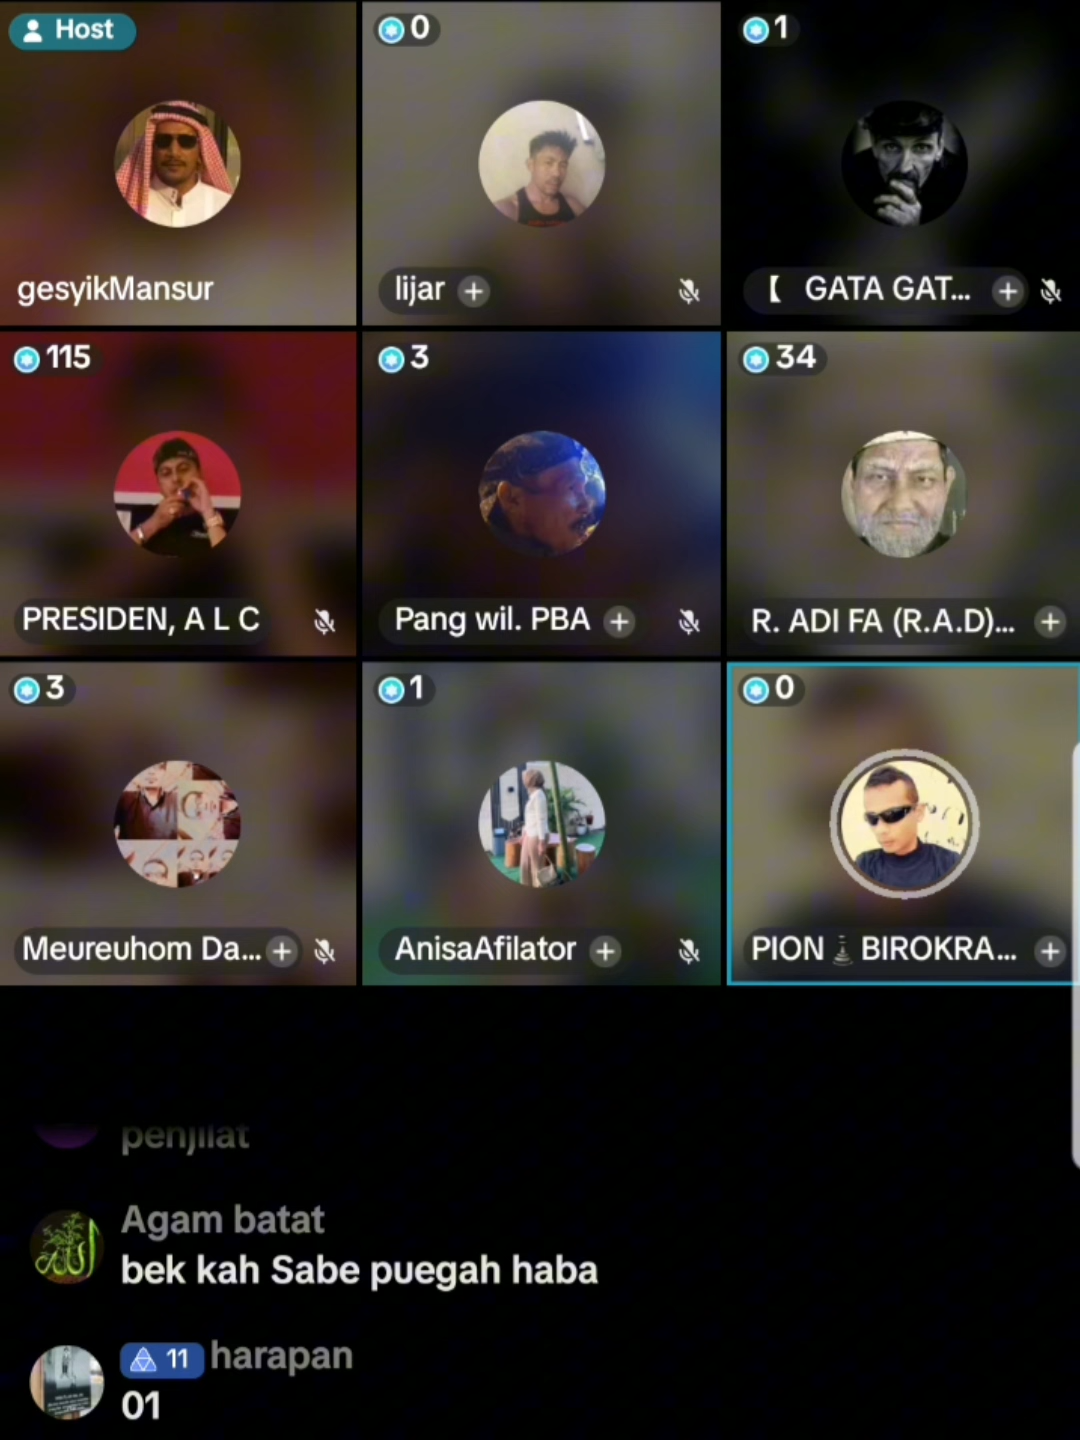 Host
0
1
gesyikMansur
lijar
【 GATA GAT...
115
3
34
PRESIDEN, A L C
Pang wil. PBA
R. ADI FA (R.A.D)...
3
1
0
Meureuhom Da...
AnisaAfilator
PION BIROKRA...
penjilat
Agam batat
bek kah Sabe puegah haba
11 harapan
01